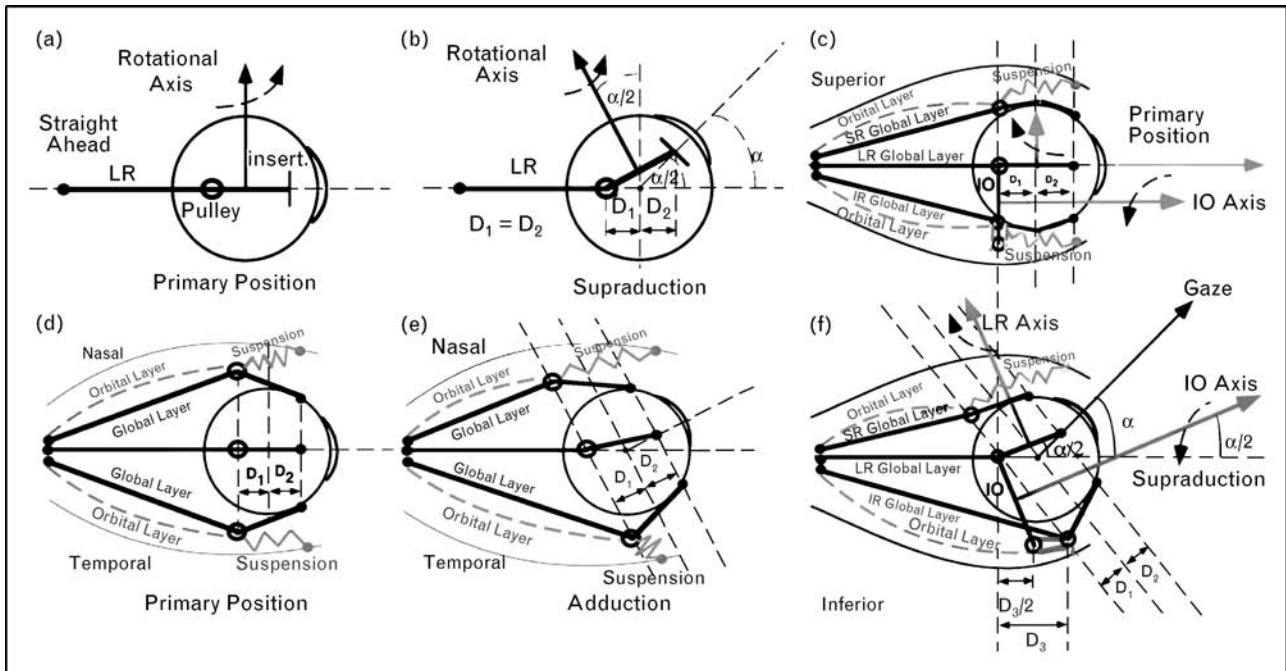 (a)
Rotational
Axis
Straight
Ahead
LR
insert.
Pulley
Primary Position
(b)
Rotational
Axis
α/2
LR
α/2
α
D1
D2
D1 = D2
Supraduction
(c)
Superior
Suspension
Orbital Layer
SR Global Layer
LR Global Layer
IO
D1
D2
IR Global Layer
Orbital Layer
Suspension
Primary
Position
IO Axis
(d)
Nasal
Suspension
Orbital Layer
Global Layer
D1
D2
Global Layer
Orbital Layer
Temporal
Suspension
Primary Position
(e)
Nasal
Suspension
Orbital Layer
Global Layer
D1
D2
Global Layer
Orbital Layer
Temporal
Suspension
Adduction
(f)
Gaze
LR Axis
Suspension
Orbital Layer
SR Global Layer
IO Axis
α
α/2
α/2
LR Global Layer
Supraduction
IO
IR Global Layer
Orbital Layer
D1
D2
Inferior
D3/2
D3